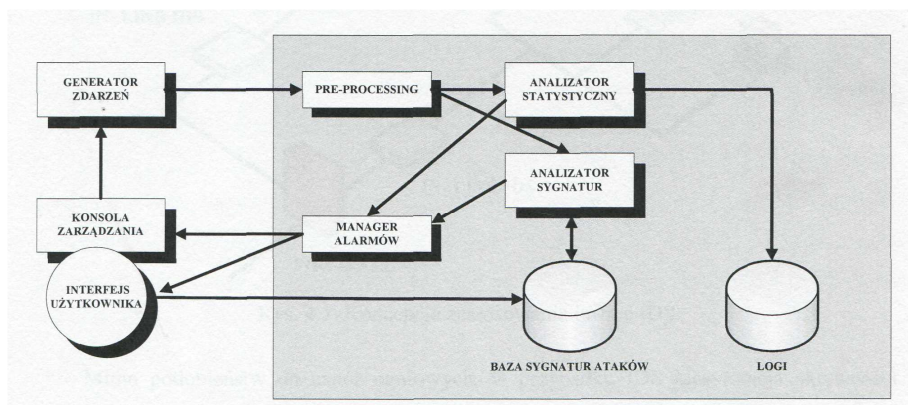 GENERATOR
ZDARZEŃ
PRE-PROCESSING
ANALIZATOR
STATYSTYCZNY
ANALIZATOR
SYGNATUR
KONSOLA
ZARZĄDZANIA
MANAGER
ALARMÓW
INTERFEJS
UŻYTKOWNIKA
BAZA SYGNATUR ATAKÓW
LOGI